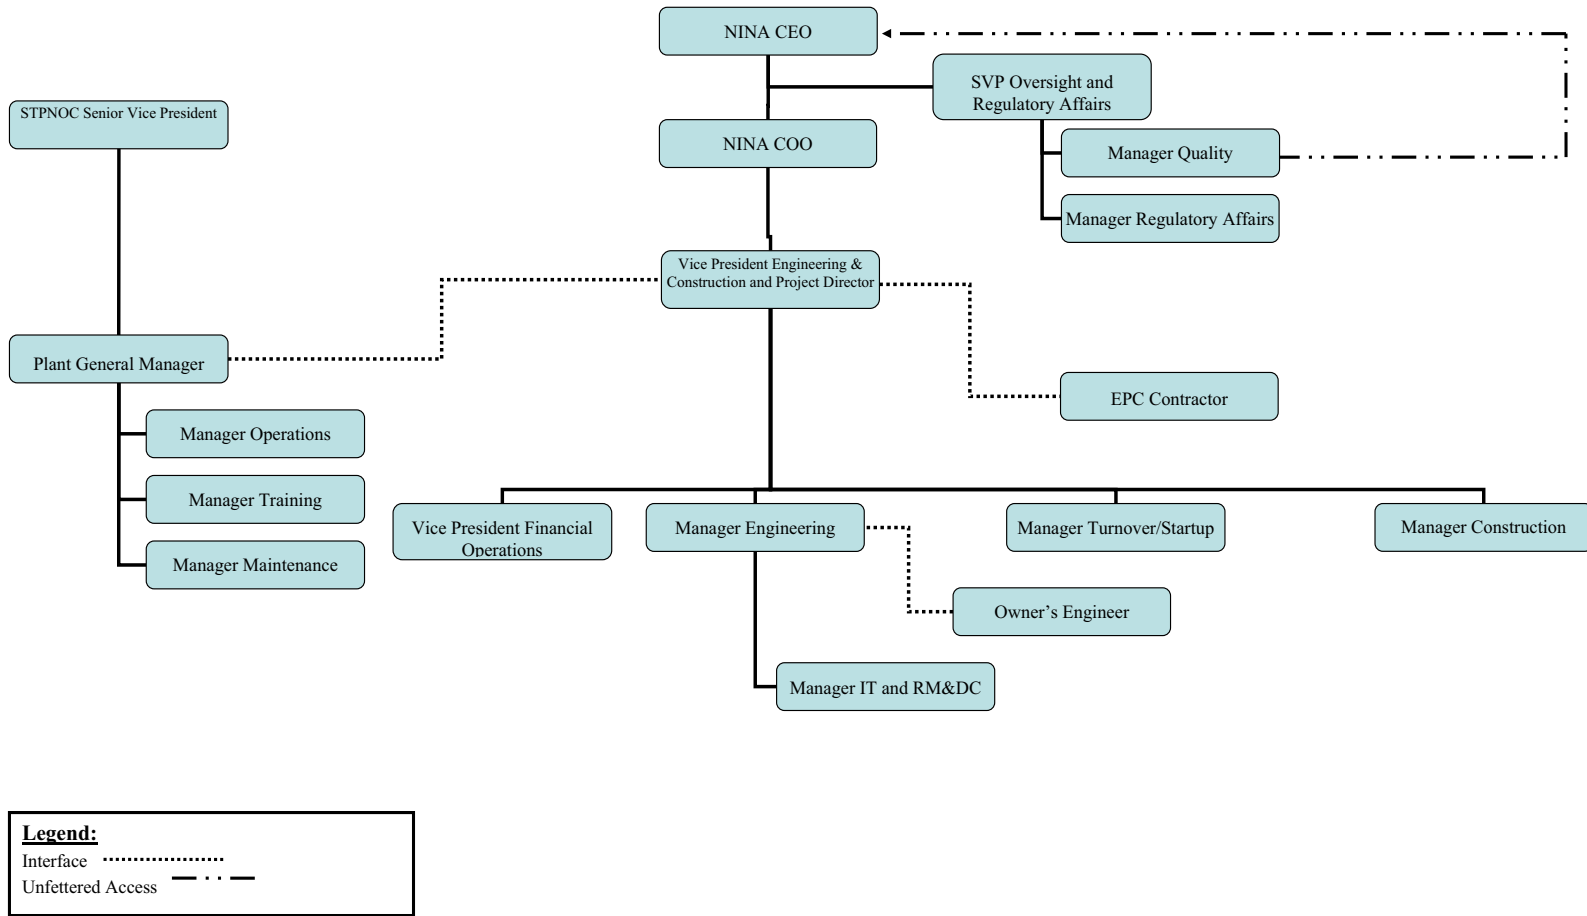 NINA CEO
SVP Oversight and
Regulatory Affairs
STPNOC Senior Vice President
NINA COO
Manager Quality
Manager Regulatory Affairs
Vice President Engineering &
Construction and Project Director
Plant General Manager
EPC Contractor
Manager Operations
Manager Training
Manager Maintenance
Vice President Financial
Operations
Manager Engineering
Manager Turnover/Startup
Manager Construction
Owner’s Engineer
Manager IT and RM&DC
Legend:
Interface
Unfettered Access